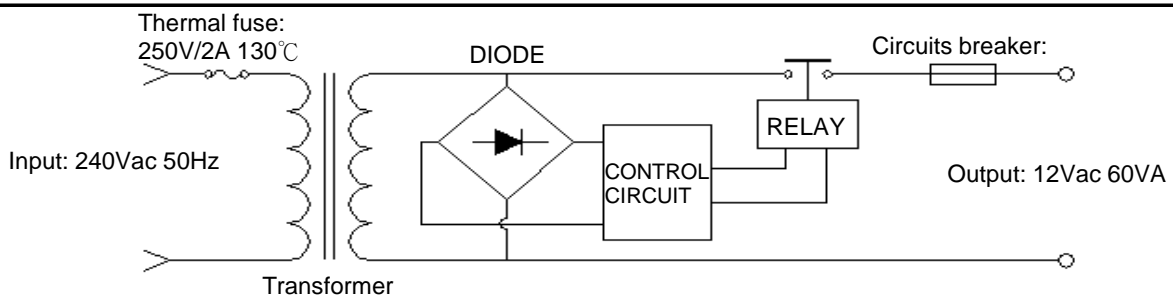 Thermal fuse:
250V/2A 130℃
DIODE
Circuits breaker:
RELAY
Input: 240Vac 50Hz
CONTROL
CIRCUIT
Output: 12Vac 60VA
Transformer